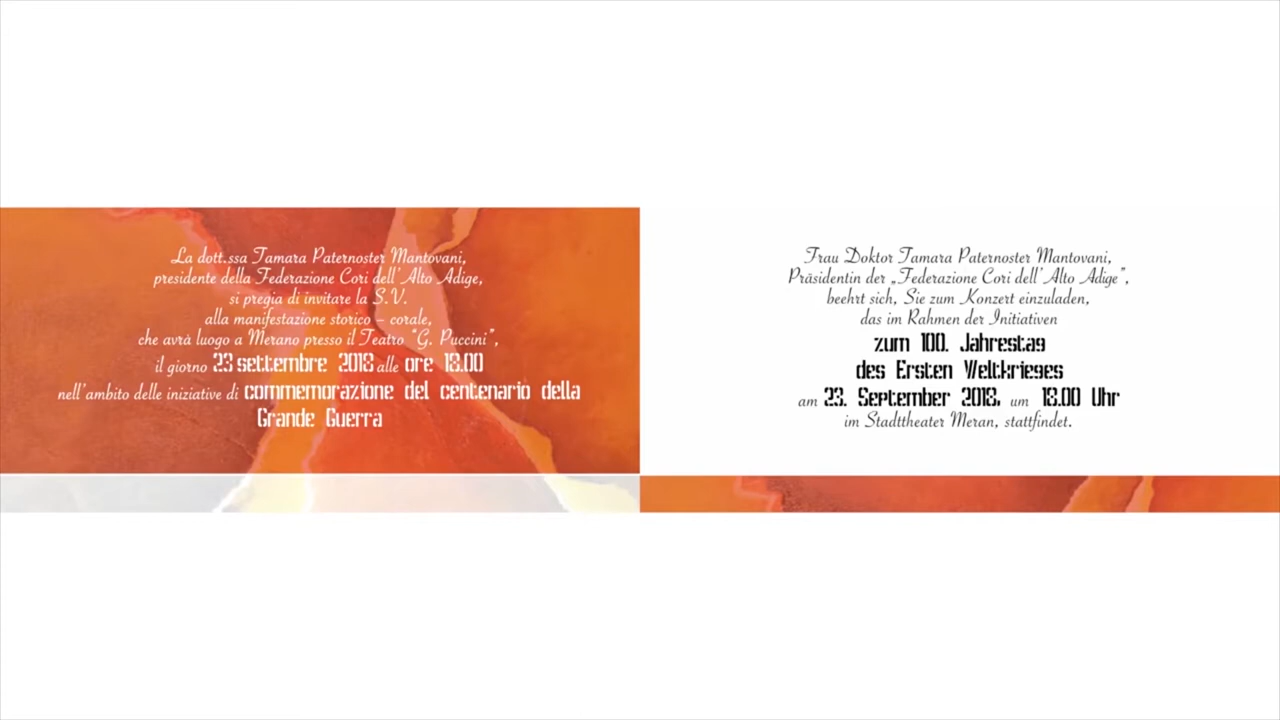 La dott.ssa Tamara Paternoster Mantovani,
presidente della Federazione Cori dell'Alto Adige,
si pregia di invitare la S.V.
alla manifestazione storico – corale,
che avrà luogo a Merano presso il Teatro "G. Puccini",
il giorno 23 settembre 2018 alle ore 18.00
nell'ambito delle iniziative di commemorazione del centenario della
Grande Guerra
Frau Doktor Tamara Paternoster Mantovani,
Präsidentin der „Federazione Cori dell'Alto Adige",
beehrt sich, Sie zum Konzert einzuladen,
das im Rahmen der Initiativen
zum 100. Jahrestag
des Ersten Weltkrieges
am 23. September 2018, um 18.00 Uhr
im Stadttheater Meran, stattfindet.